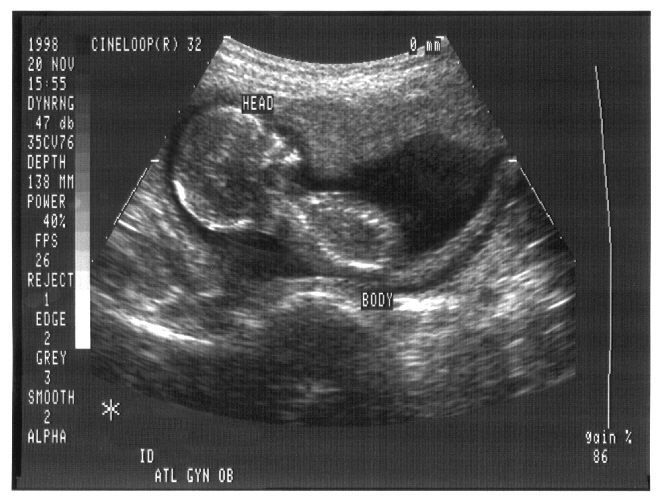 1998 CINELOOP(R) 32 0 mm
20 NOV
15:55
HEAD
DYNRNG
47 db
35CV76
DEPTH
138 MM
POWER
40%
FPS
26
REJECT
1
BODY
EDGE
2
GREY
3
SMOOTH
2
ALPHA
gain %
86
ID
ATL GYN OB